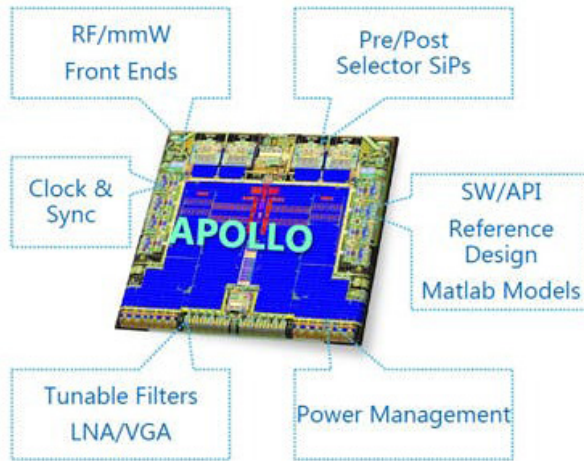 RF/mmW
Front Ends
Pre/Post
Selector SiPs
Clock &
Sync
APOLLO
SW/API
Reference
Design
Matlab Models
Tunable Filters
LNA/VGA
Power Management